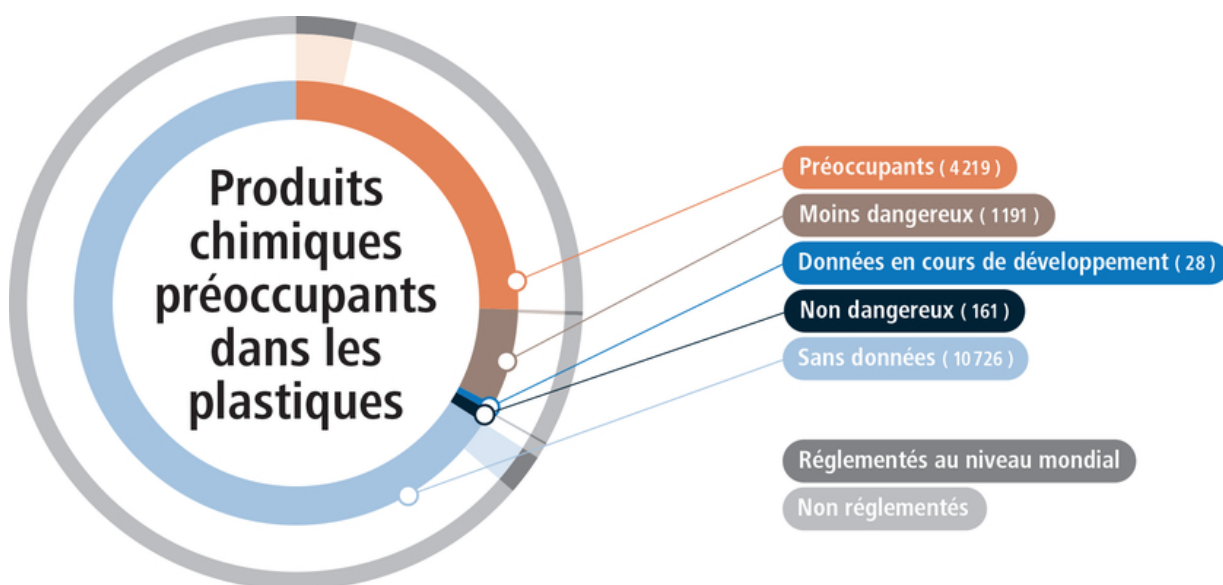 Produits
chimiques
préoccupants
dans les
plastiques
Préoccupants ( 4 219 )
Moins dangereux ( 1191 )
Données en cours de développement ( 28 )
Non dangereux ( 161 )
Sans données ( 10 726 )
Réglementés au niveau mondial
Non réglementés